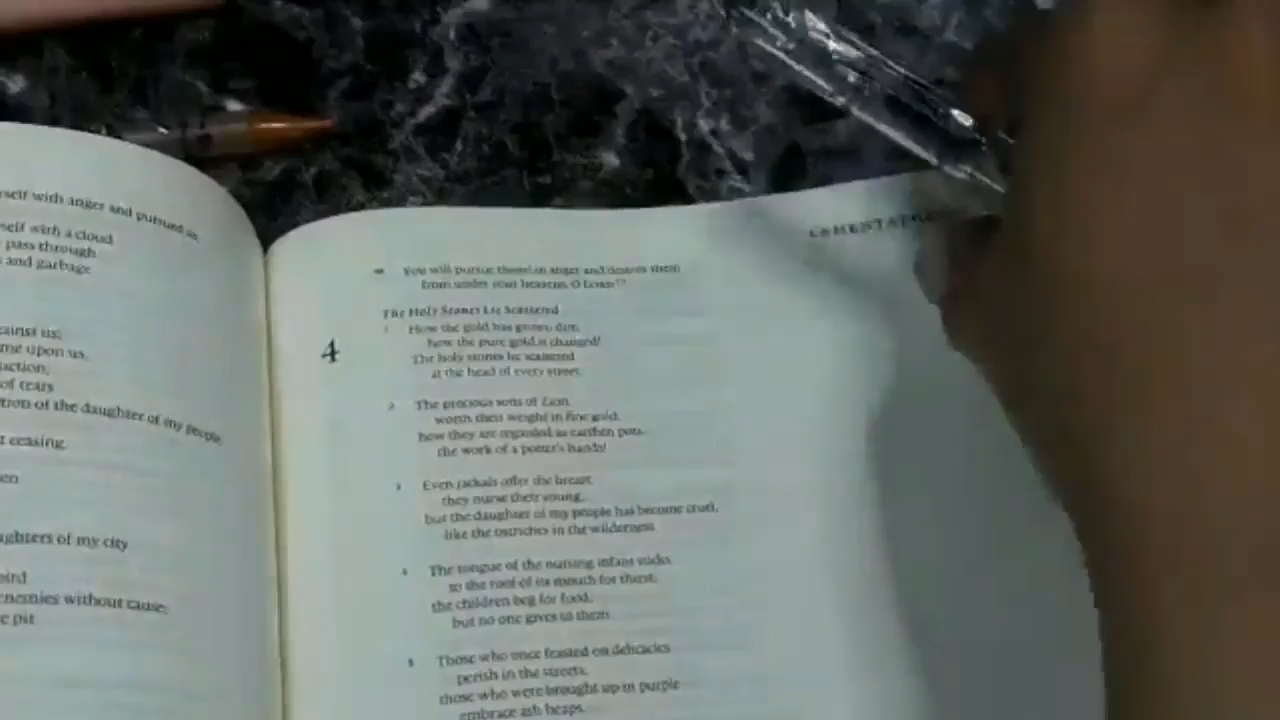 self with anger and pursued us
self with a cloud
pass through
and garbage
against us;
me upon us,
of tears
tion of the daughter of my people.
t ceasing,
ughters of my city
bird
enemies without cause;
e pit
LAMENTATIONS
You will pursue them in anger and destroy them
from under your heavens, O LORD."
The Holy Stones Lie Scattered
4
1 How the gold has grown dim,
how the pure gold is changed!
The holy stones lie scattered
at the head of every street.
2 The precious sons of Zion,
worth their weight in fine gold,
how they are regarded as earthen pots,
the work of a potter's hands!
3 Even jackals offer the breast;
they nurse their young,
but the daughter of my people has become cruel,
like the ostriches in the wilderness.
4 The tongue of the nursing infant sticks
to the roof of its mouth for thirst;
the children beg for food,
but no one gives to them.
5 Those who once feasted on delicacies
perish in the streets;
those who were brought up in purple
embrace ash heaps.